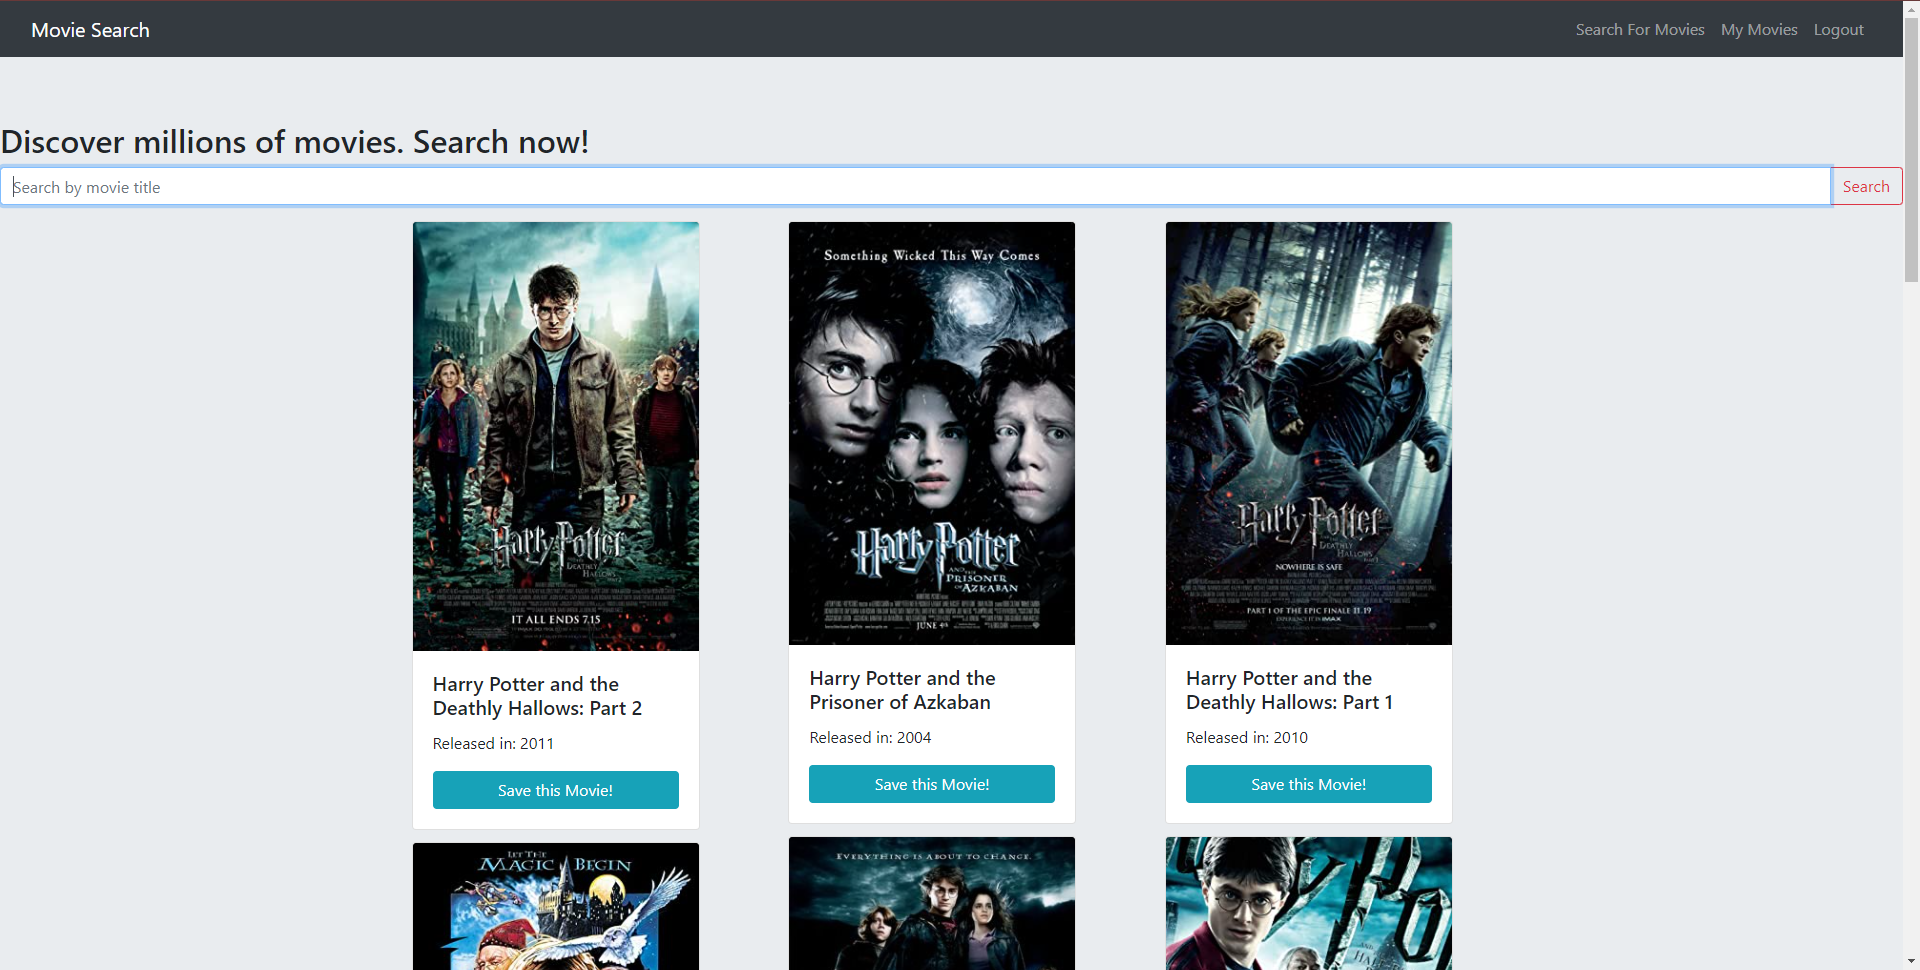 Movie Search
Search For Movies My Movies Logout
Discover millions of movies. Search now!
Search by movie title
Search
Harry Potter
AND THE
DEATHLY HALLOWS
PART 2
IT ALL ENDS 7.15
Harry Potter and the
Deathly Hallows: Part 2
Released in: 2011
Save this Movie!
Something Wicked This Way Comes
Harry Potter
AND THE
PRISONER
OF AZKABAN
JUNE 4th
Harry Potter and the
Prisoner of Azkaban
Released in: 2004
Save this Movie!
Harry Potter
DEATHLY HALLOWS
NOWHERE IS SAFE
PART 1 OF THE EPIC FINALE 11.19
EXPERIENCE IT IN IMAX
Harry Potter and the
Deathly Hallows: Part 1
Released in: 2010
Save this Movie!
LET THE
MAGIC BEGIN
EVERYTHING IS ABOUT TO CHANGE.